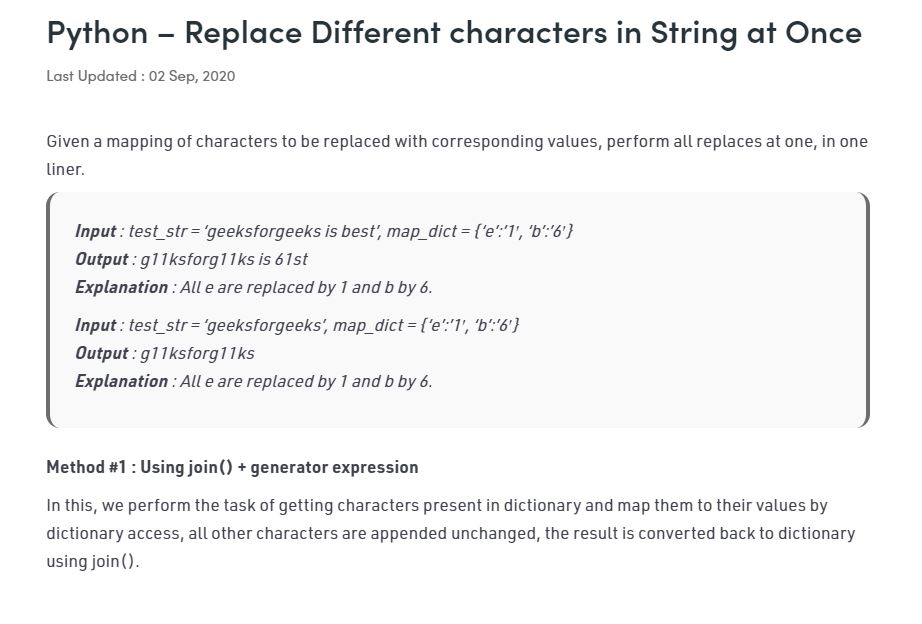 Python – Replace Different characters in String at Once
Last Updated : 02 Sep, 2020
Given a mapping of characters to be replaced with corresponding values, perform all replaces at one, in one
liner.
Input : test_str = ‘geeksforgeeks is best’, map_dict = {‘e’:’1′, ‘b’:’6′}
Output : g11ksforg11ks is 61st
Explanation : All e are replaced by 1 and b by 6.
Input : test_str = ‘geeksforgeeks’, map_dict = {‘e’:’1′, ‘b’:’6′}
Output : g11ksforg11ks
Explanation : All e are replaced by 1 and b by 6.
Method #1 : Using join() + generator expression
In this, we perform the task of getting characters present in dictionary and map them to their values by
dictionary access, all other characters are appended unchanged, the result is converted back to dictionary
using join().